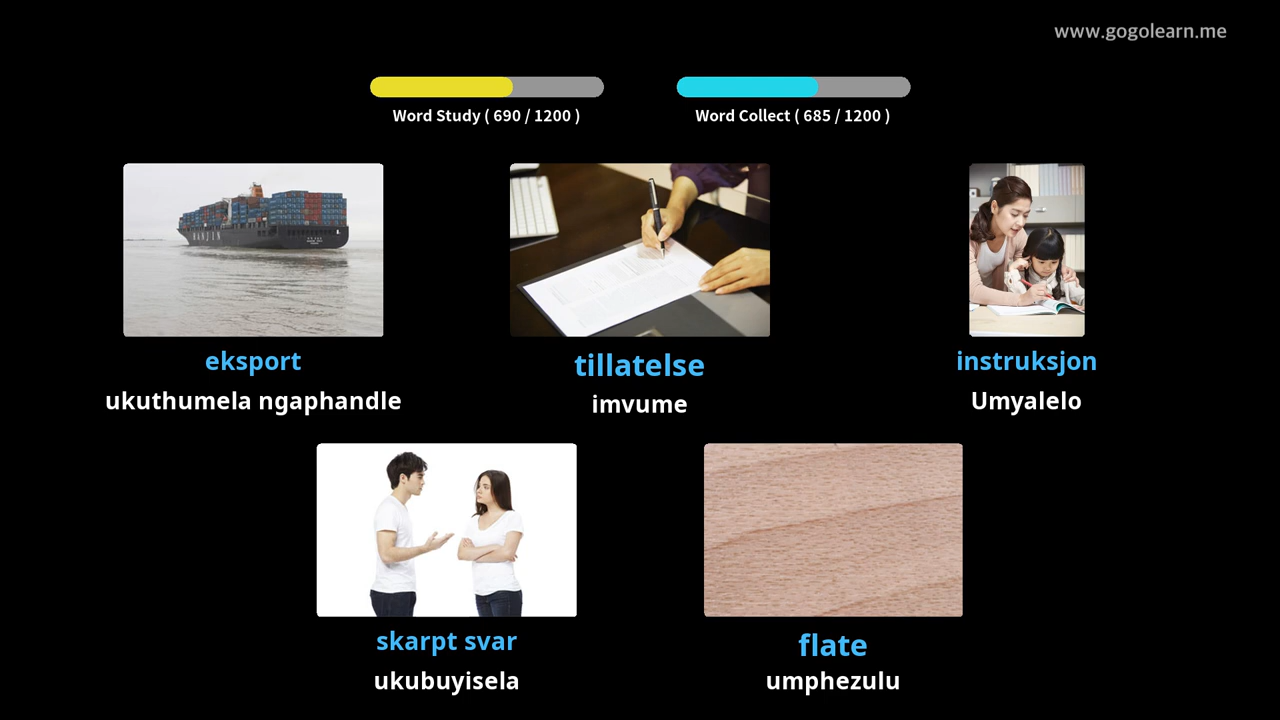 www.gogolearn.me
Word Study ( 690 / 1200 )
Word Collect ( 685 / 1200 )
HANJIN
eksport
ukuthumela ngaphandle
tillatelse
imvume
instruksjon
Umyalelo
skarpt svar
ukubuyisela
flate
umphezulu